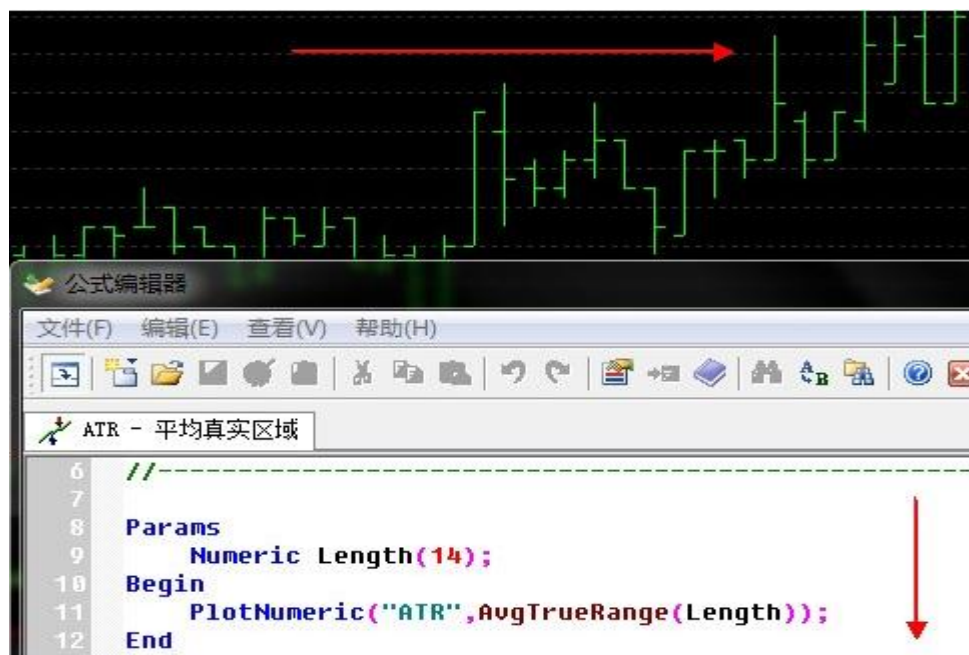 公式编辑器
文件(F) 编辑(E) 查看(V) 帮助(H)
ATR - 平均真实区域
6 //----------------------------------------------------
7
8 Params
9 Numeric Length(14);
10 Begin
11 PlotNumeric("ATR",AvgTrueRange(Length));
12 End